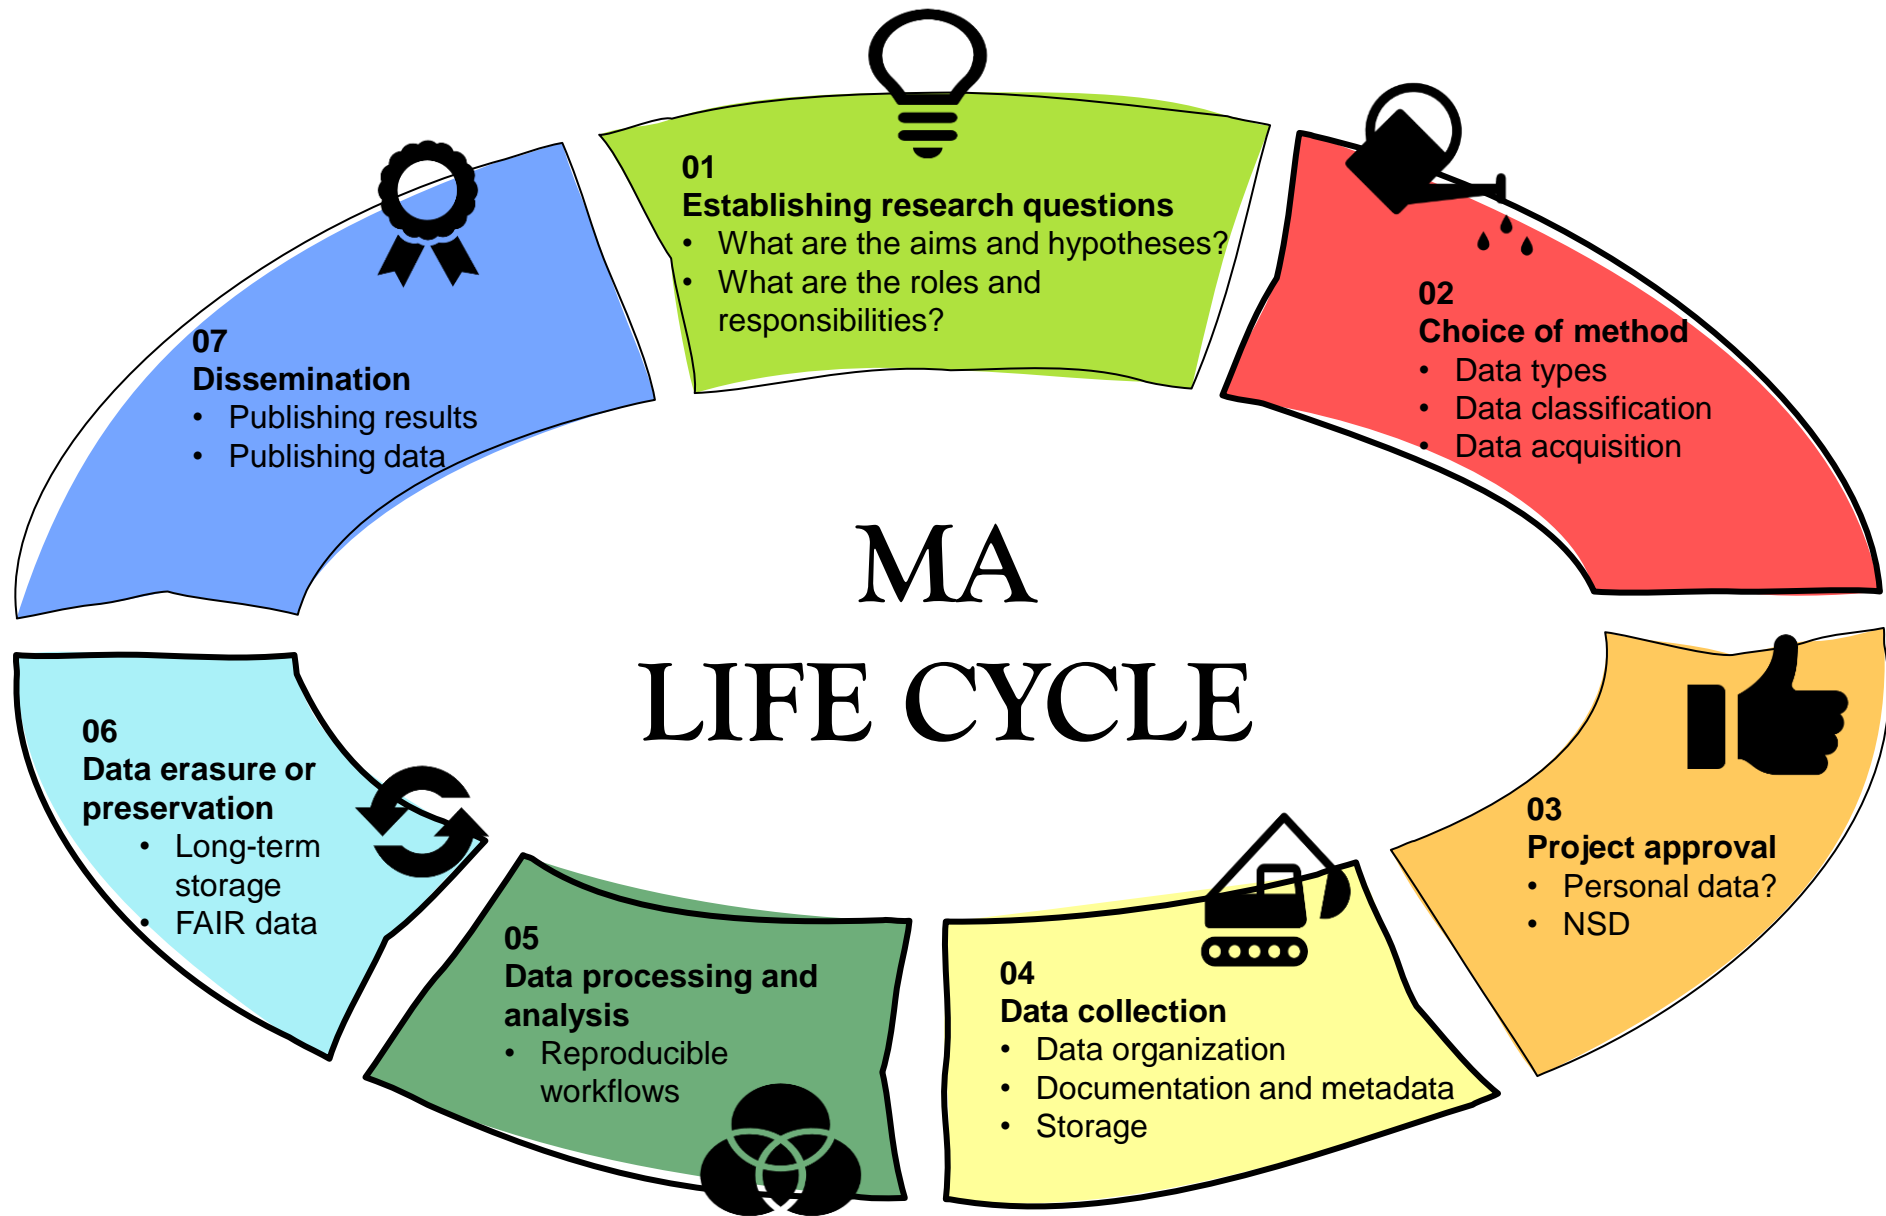 01
Establishing research questions
• What are the aims and hypotheses?
• What are the roles and
responsibilities?
02
Choice of method
• Data types
• Data classification
• Data acquisition
03
Project approval
• Personal data?
• NSD
04
Data collection
• Data organization
• Documentation and metadata
• Storage
05
Data processing and
analysis
• Reproducible
workflows
06
Data erasure or
preservation
• Long-term
storage
• FAIR data
07
Dissemination
• Publishing results
• Publishing data
MA
LIFE CYCLE